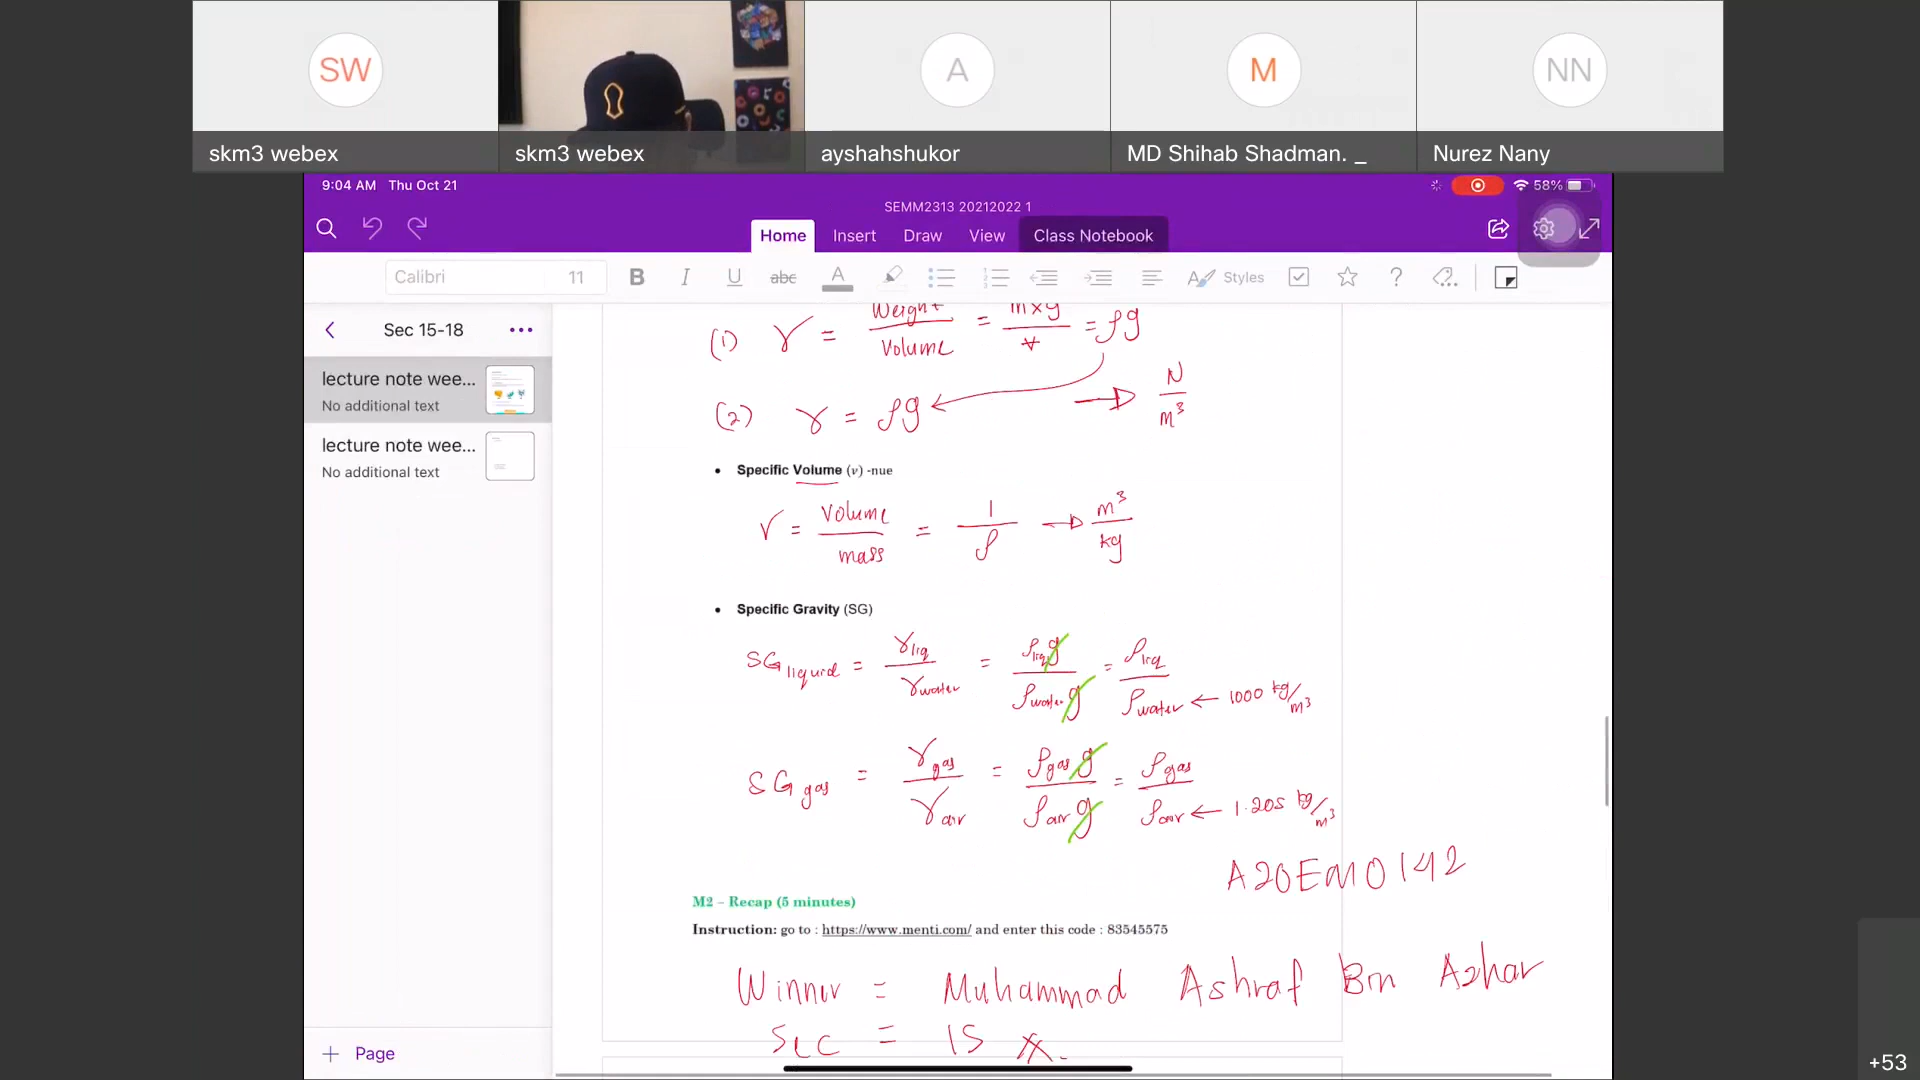 SW
A
M
NN
skm3 webex
skm3 webex
ayshahshukor
MD Shihab Shadman. _
Nurez Nany
9:04 AM Thu Oct 21
58%
SEMM2313 20212022 1
Home
Insert
Draw
View
Class Notebook
Calibri
11
B
I
U
abc
A
Styles
?
Sec 15-18
lecture note wee...
No additional text
lecture note wee...
No additional text
+ Page
(1) γ = Weight / Volume = m×g / ∀ = ρg
(2) γ = ρg → N / m³
• Specific Volume (v) -nue
v = Volume / mass = 1 / ρ → m³ / kg
• Specific Gravity (SG)
SG liquid = γliq / γwater = ρliq g / ρwater g = ρliq / ρwater ← 1000 kg/m³
SG gas = γgas / γair = ρgas g / ρair g = ρgas / ρair ← 1.205 kg/m³
A20EM0142
M2 – Recap (5 minutes)
Instruction: go to : https://www.menti.com/ and enter this code : 83545575
Winner = Muhammad Ashraf Bin Azhar
Sec = 15
+53